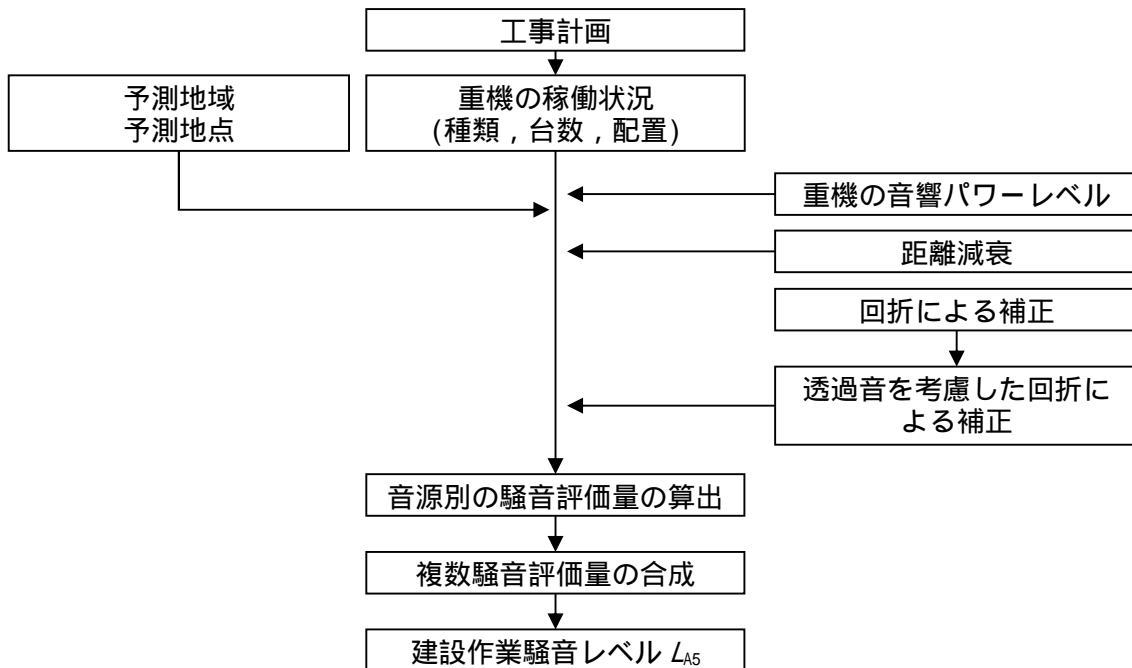 工事計画
予測地域
予測地点
重機の稼働状況
(種類，台数，配置)
重機の音響パワーレベル
距離減衰
回折による補正
透過音を考慮した回折に
よる補正
音源別の騒音評価量の算出
複数騒音評価量の合成
建設作業騒音レベル LA5